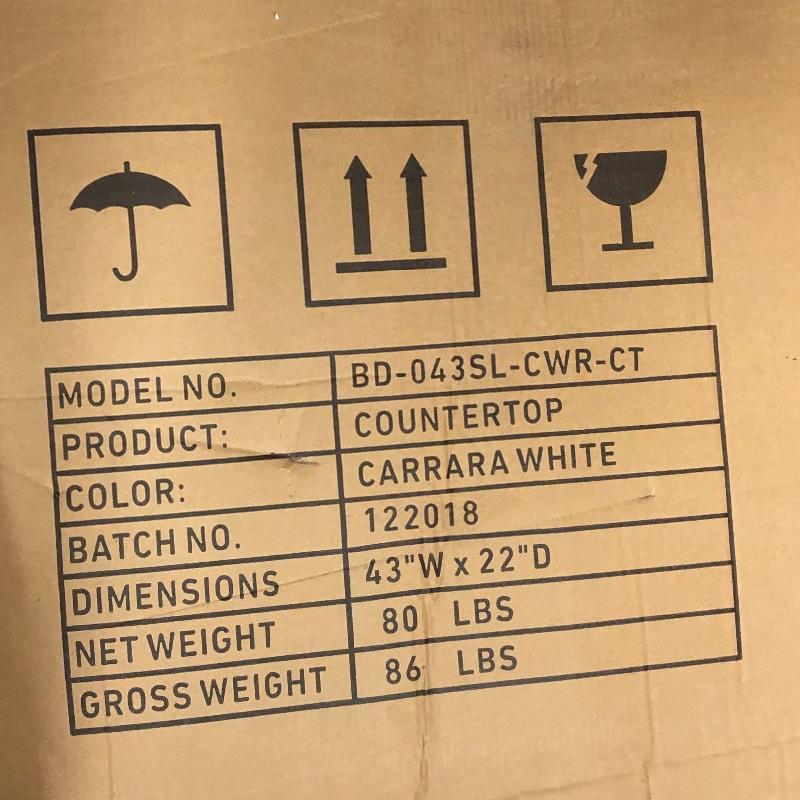 MODEL NO. BD-043SL-CWR-CT
PRODUCT: COUNTERTOP
COLOR: CARRARA WHITE
BATCH NO. 122018
DIMENSIONS 43"W x 22"D
NET WEIGHT 80 LBS
GROSS WEIGHT 86 LBS